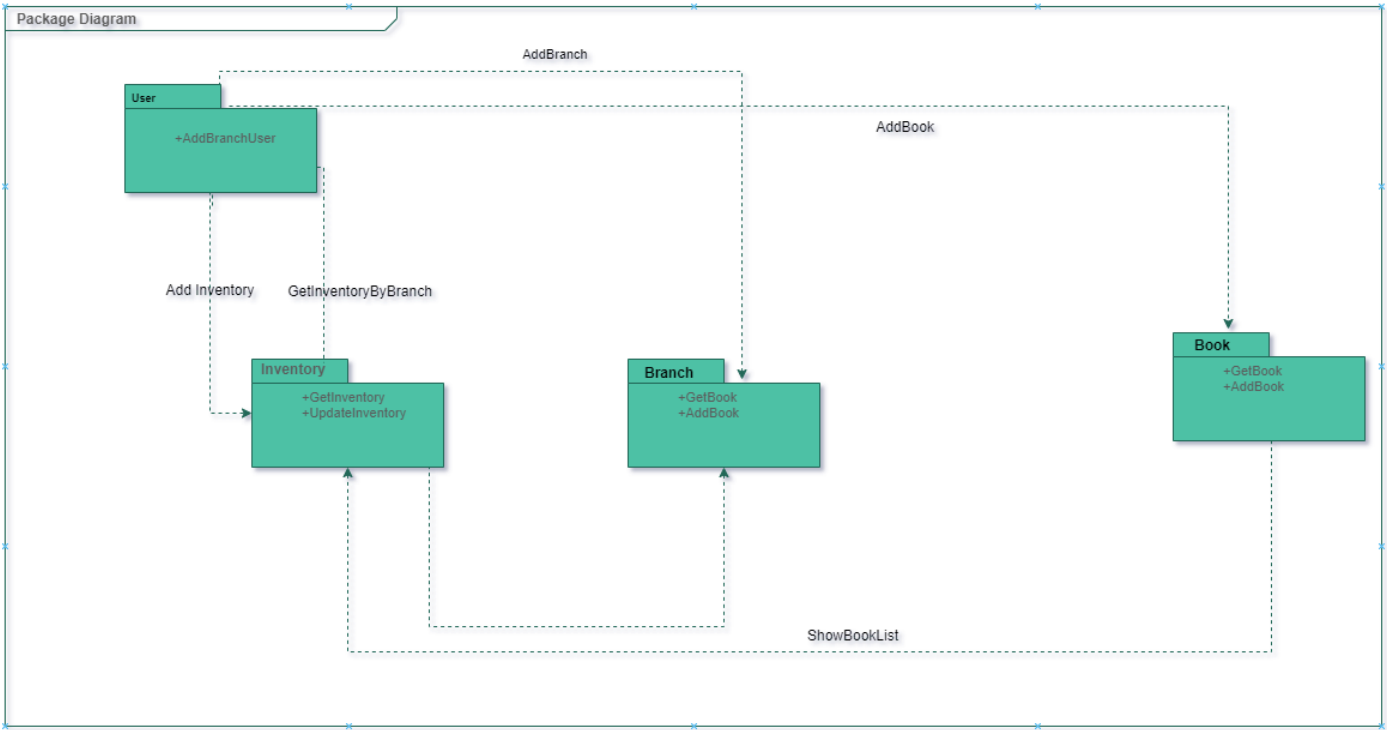 Package Diagram
AddBranch
User
AddBook
+AddBranchUser
Add Inventory
GetInventoryByBranch
Book
Inventory
Branch
+GetBook
+AddBook
+GetInventory
+UpdateInventory
+GetBook
+AddBook
ShowBookList